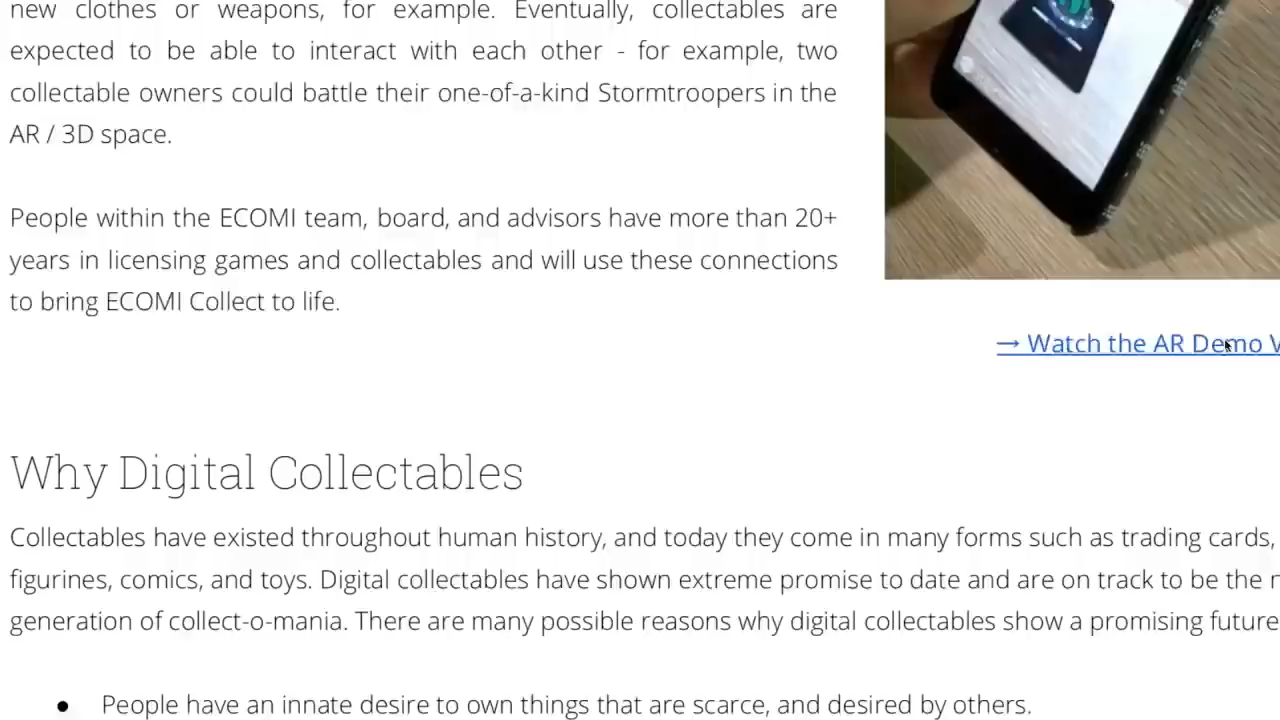 new clothes or weapons, for example. Eventually, collectables are
expected to be able to interact with each other - for example, two
collectable owners could battle their one-of-a-kind Stormtroopers in the
AR / 3D space.
People within the ECOMI team, board, and advisors have more than 20+
years in licensing games and collectables and will use these connections
to bring ECOMI Collect to life.
→ Watch the AR Demo V
Why Digital Collectables
Collectables have existed throughout human history, and today they come in many forms such as trading cards,
figurines, comics, and toys. Digital collectables have shown extreme promise to date and are on track to be the
generation of collect-o-mania. There are many possible reasons why digital collectables show a promising future
● People have an innate desire to own things that are scarce, and desired by others.